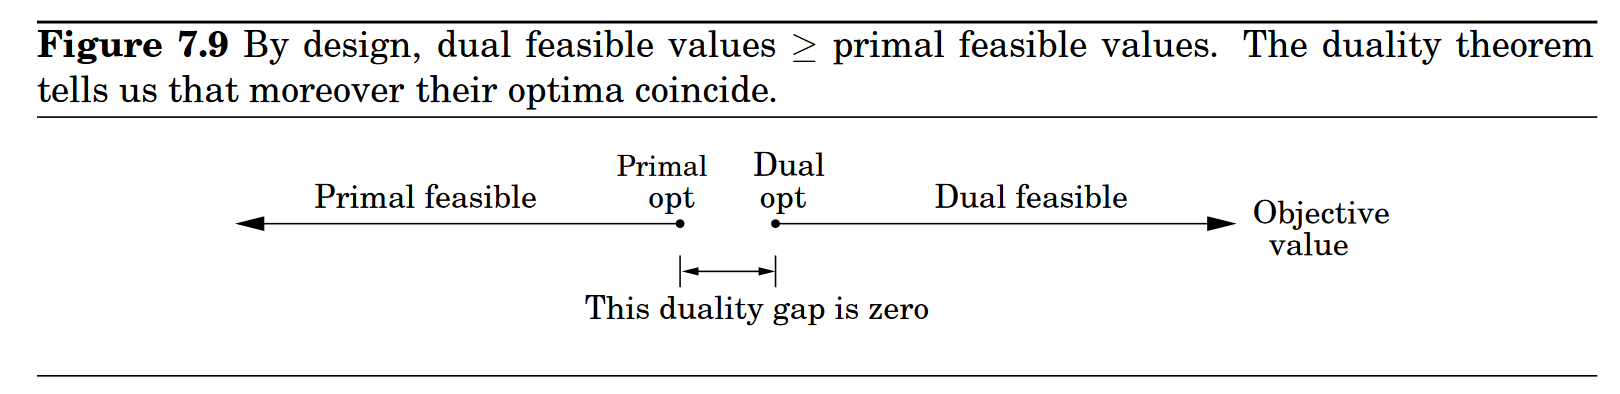 Figure 7.9 By design, dual feasible values ≥ primal feasible values. The duality theorem
tells us that moreover their optima coincide.
Primal feasible
Primal
opt
Dual
opt
Dual feasible
Objective
value
This duality gap is zero